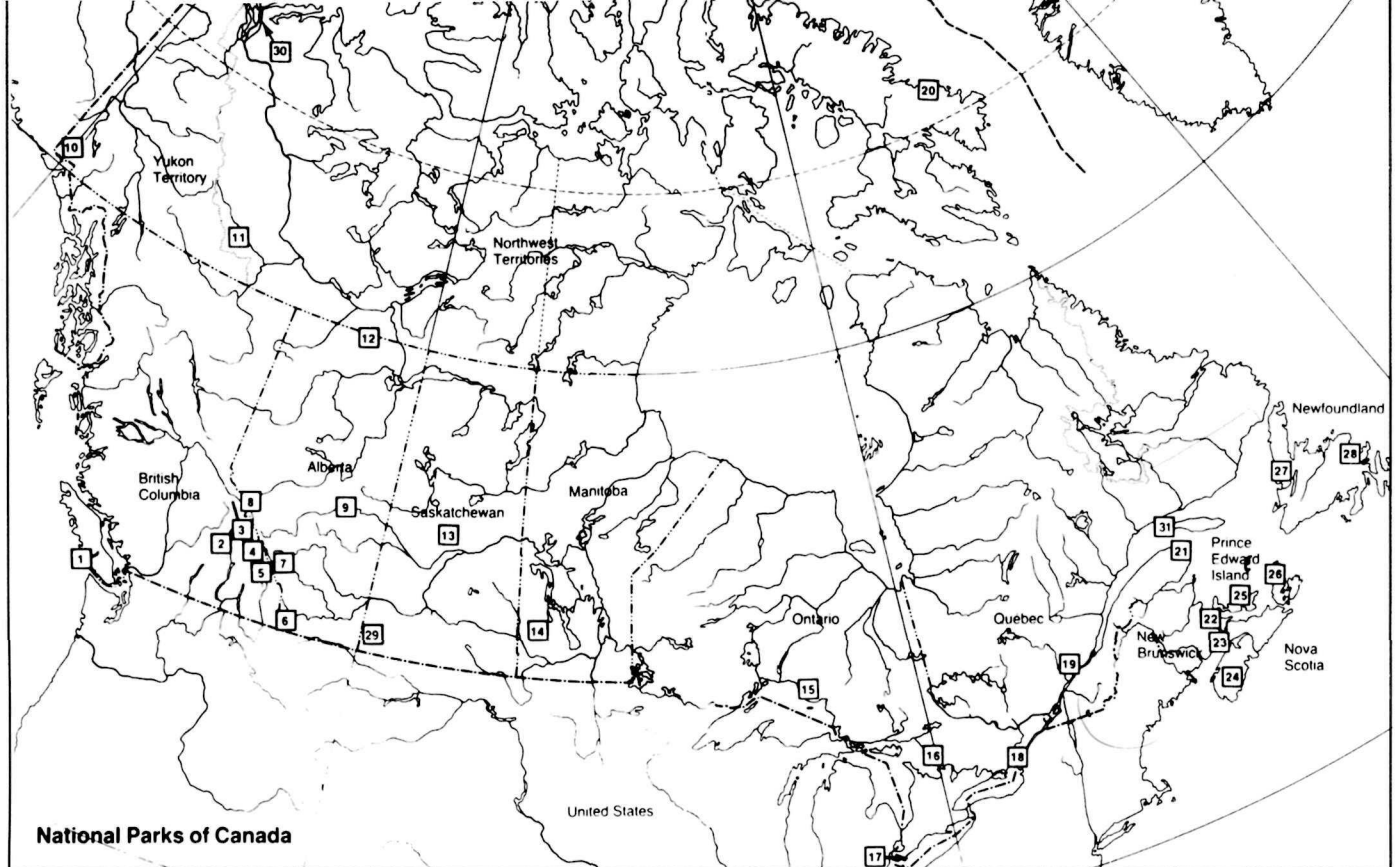 30
20
10
Yukon
Territory
11
Northwest
Territories
12
Newfoundland
28
27
Alberta
British
Columbia
8
9
Manitoba
Saskatchewan
13
3
2
1
4
7
5
31
21
Prince
Edward
Island
26
25
6
29
14
Ontario
Quebec
22
New
Brunswick
23
Nova
Scotia
24
19
15
16
18
United States
National Parks of Canada
17